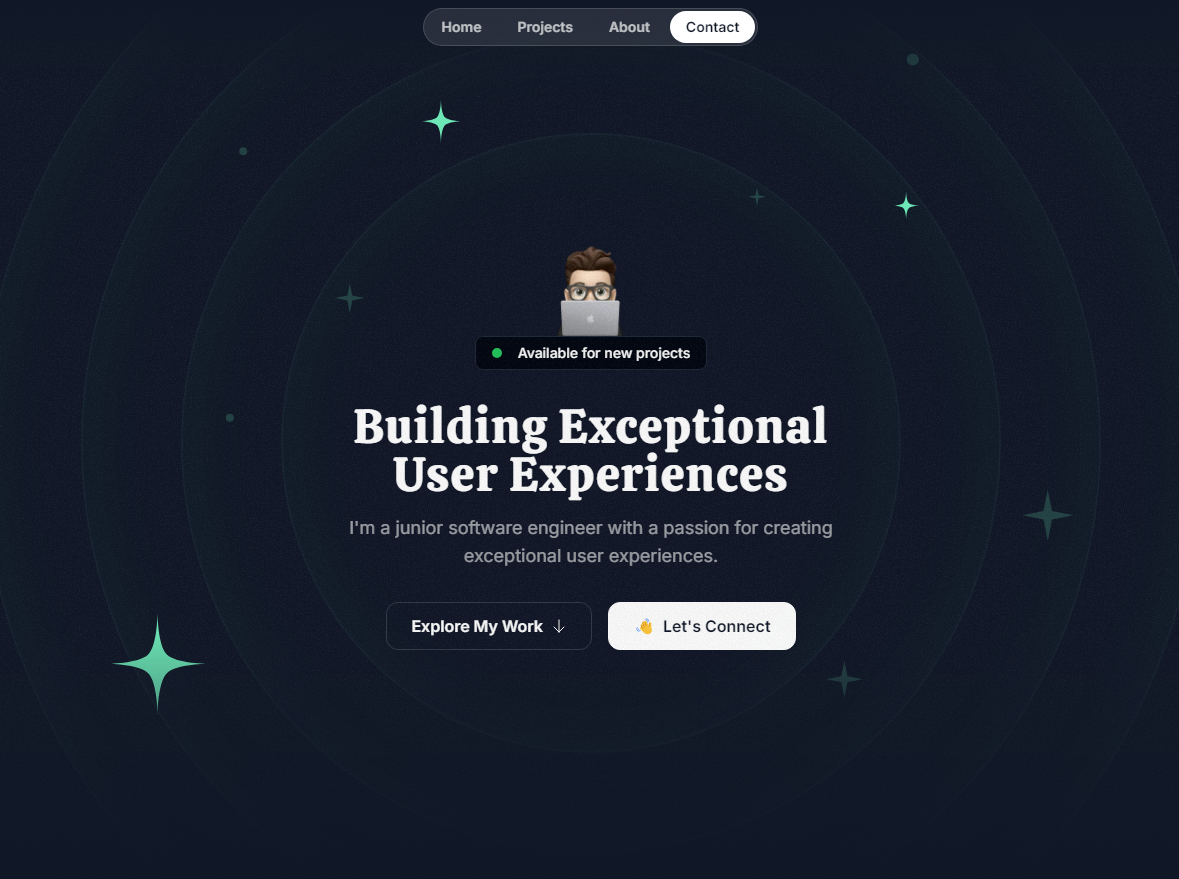 Home Projects About Contact
Available for new projects
Building Exceptional
User Experiences
I'm a junior software engineer with a passion for creating
exceptional user experiences.
Explore My Work ↓ 👋 Let's Connect